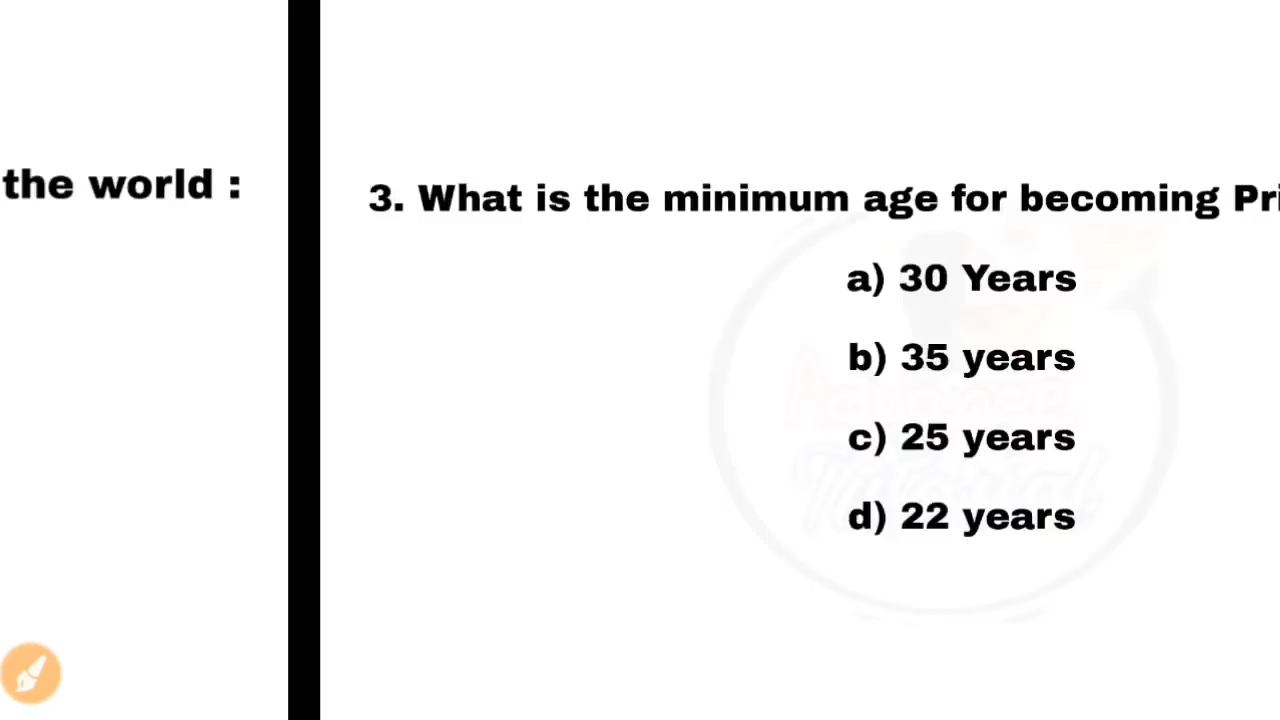 the world :
3. What is the minimum age for becoming Pri
a) 30 Years
b) 35 years
c) 25 years
d) 22 years